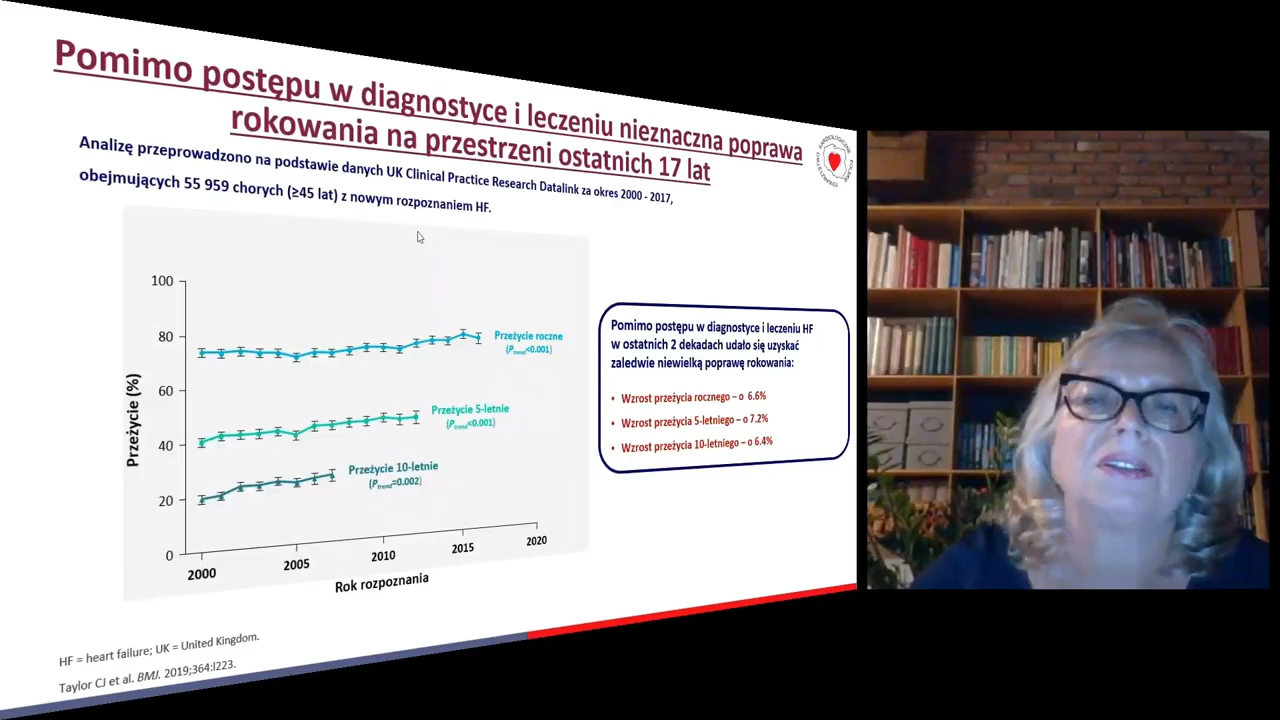 Pomimo postępu w diagnostyce i leczeniu nieznaczna poprawa
rokowania na przestrzeni ostatnich 17 lat
Analizę przeprowadzono na podstawie danych UK Clinical Practice Research Datalink za okres 2000 - 2017,
obejmujących 55 959 chorych (≥45 lat) z nowym rozpoznaniem HF.
KARDIOLOGICZNE
POLSKIE
TOWARZYSTWO
Przeżycie (%)
100
80
60
40
20
0
Przeżycie roczne
(Ptrend<0.001)
Przeżycie 5-letnie
(Ptrend<0.001)
Przeżycie 10-letnie
(Ptrend=0.002)
2000
2005
2010
2015
2020
Rok rozpoznania
Pomimo postępu w diagnostyce i leczeniu HF
w ostatnich 2 dekadach udało się uzyskać
zaledwie niewielką poprawę rokowania:
• Wzrost przeżycia rocznego – o 6.6%
• Wzrost przeżycia 5-letniego – o 7.2%
• Wzrost przeżycia 10-letniego – o 6.4%
HF = heart failure; UK = United Kingdom.
Taylor CJ et al. BMJ. 2019;364:l223.